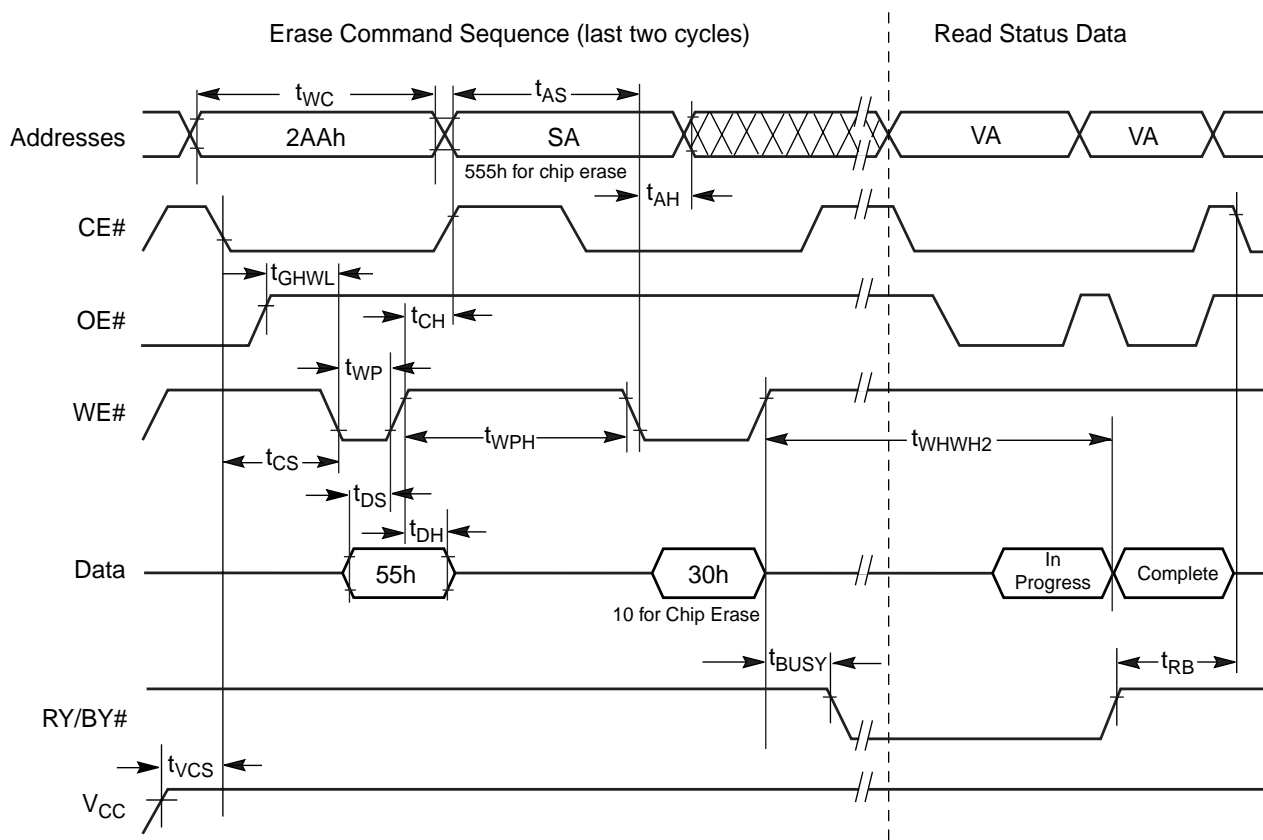 Erase Command Sequence (last two cycles)
Read Status Data
tWC
tAS
Addresses
2AAh
SA
VA
VA
555h for chip erase
tAH
CE#
tGHWL
OE#
tCH
tWP
WE#
tWPH
tWHWH2
tCS
tDS
tDH
Data
55h
30h
In
Progress
Complete
10 for Chip Erase
tBUSY
tRB
RY/BY#
tVCS
VCC